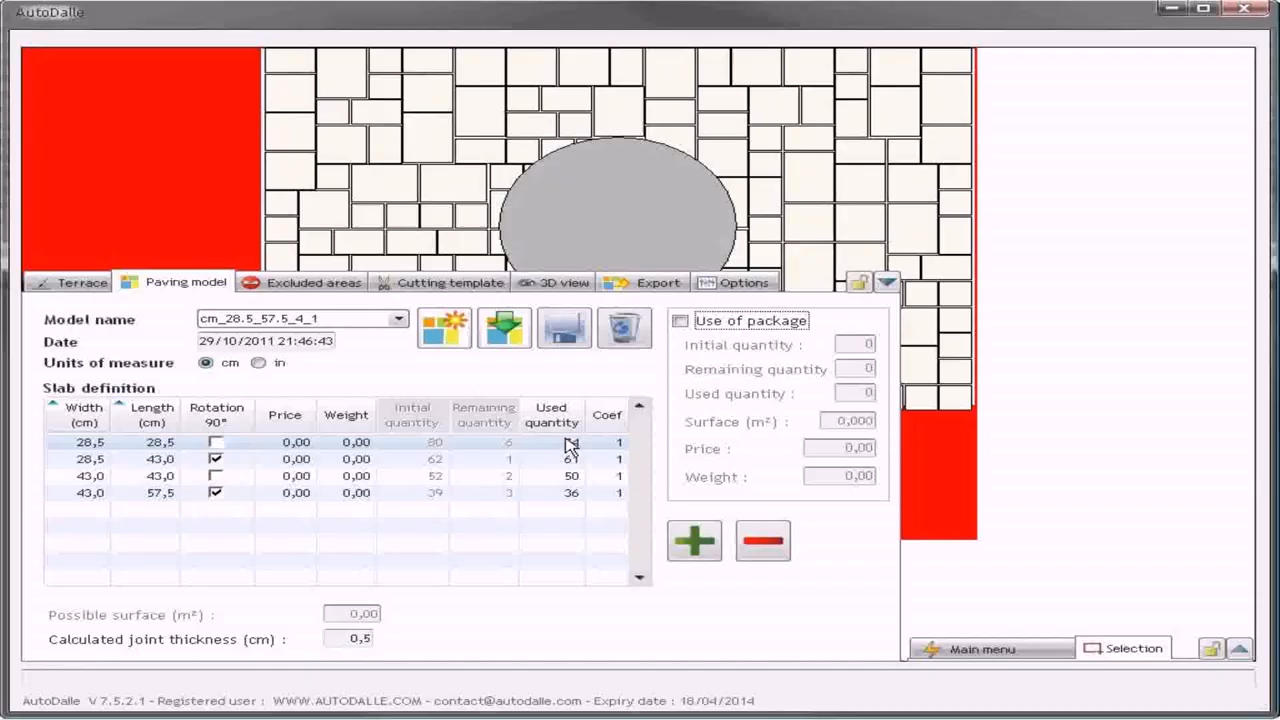 AutoDalle
Terrace Paving model Excluded areas Cutting template 3D view Export Options
Model name cm_28.5_57.5_4_1
Date 29/10/2011 21:46:43
Units of measure cm in
Slab definition
Width (cm) Length (cm) Rotation 90° Price Weight Initial quantity Remaining quantity Used quantity Coef
28,5 28,5 0,00 0,00 80 6 1
28,5 43,0 0,00 0,00 62 1 61 1
43,0 43,0 0,00 0,00 52 2 50 1
43,0 57,5 0,00 0,00 39 3 36 1
Possible surface (m²) : 0,00
Calculated joint thickness (cm) : 0,5
Use of package
Initial quantity : 0
Remaining quantity 0
Used quantity : 0
Surface (m²) : 0,000
Price : 0,00
Weight : 0,00
Main menu Selection
AutoDalle V 7.5.2.1 - Registered user : WWW.AUTODALLE.COM - contact@autodalle.com - Expiry date : 18/04/2014